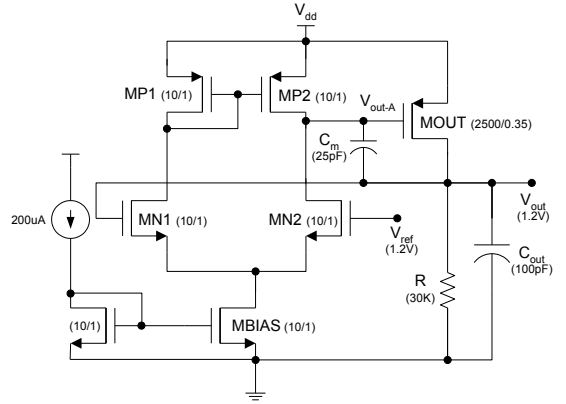 Vdd
MP1 (10/1)
MP2 (10/1)
Vout-A
MOUT (2500/0.35)
Cm
(25pF)
200uA
MN1 (10/1)
MN2 (10/1)
Vref
(1.2V)
Vout
(1.2V)
Cout
(100pF)
R
(30K)
(10/1)
MBIAS (10/1)